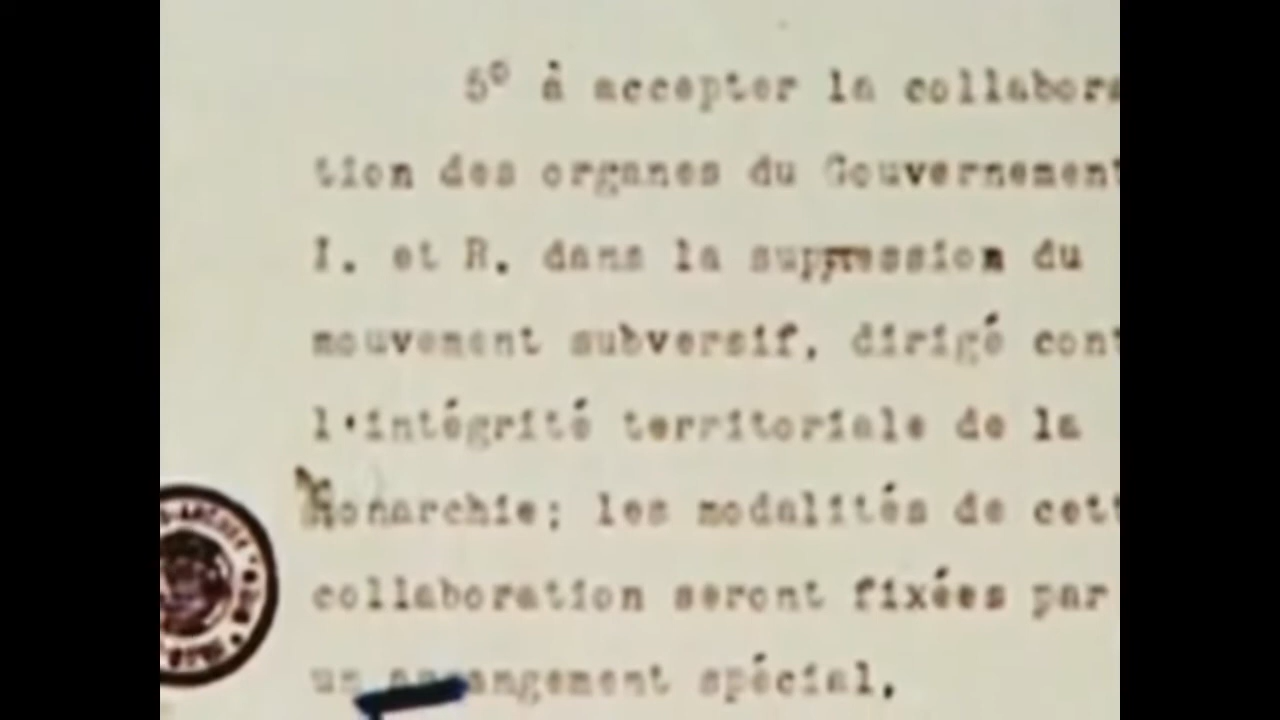 5º à accepter la collabora
tion des organes du Gouvernement
I. et R. dans la suppression du
mouvement subversif, dirigé cont
l'intégrité territoriale de la
Monarchie; les modalités de cett
collaboration seront fixées par
un arrangement spécial,